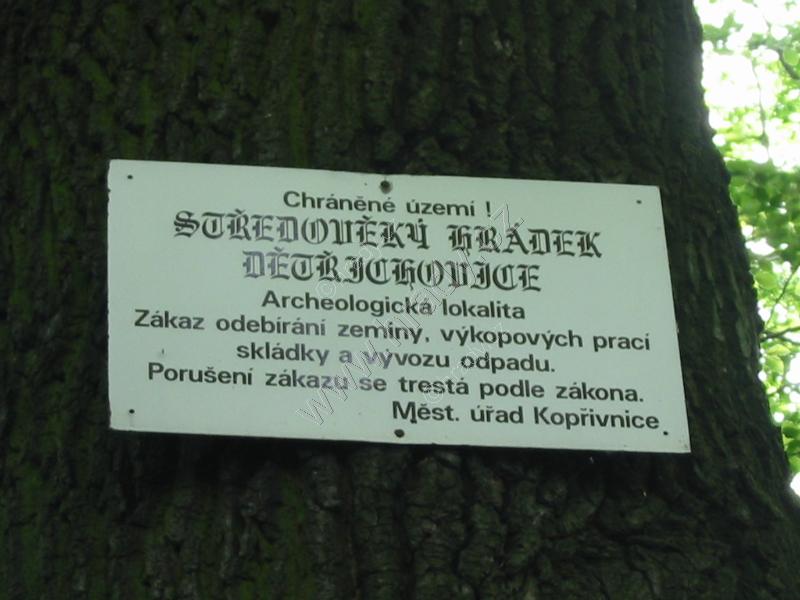 Chráněné území !
STŘEDOVĚKÝ HRÁDEK
DĚTŘICHOVICE
Archeologická lokalita
Zákaz odebírání zeminy, výkopových prací
skládky a vývozu odpadu.
Porušení zákazu se trestá podle zákona.
Měst. úřad Kopřivnice